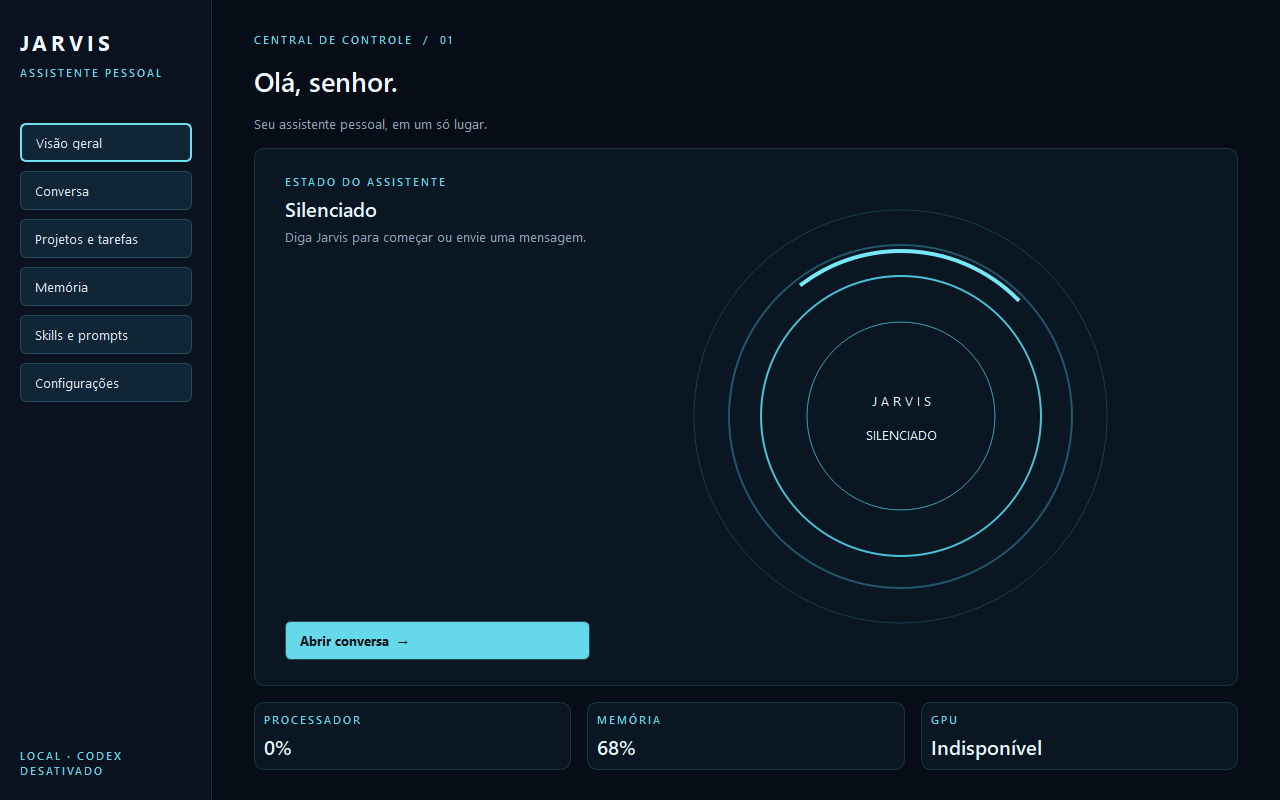 JARVIS
ASSISTENTE PESSOAL
Visão geral
Conversa
Projetos e tarefas
Memória
Skills e prompts
Configurações
LOCAL · CODEX
DESATIVADO
CENTRAL DE CONTROLE / 01
Olá, senhor.
Seu assistente pessoal, em um só lugar.
ESTADO DO ASSISTENTE
Silenciado
Diga Jarvis para começar ou envie uma mensagem.
JARVIS
SILENCIADO
Abrir conversa →
PROCESSADOR
0%
MEMÓRIA
68%
GPU
Indisponível